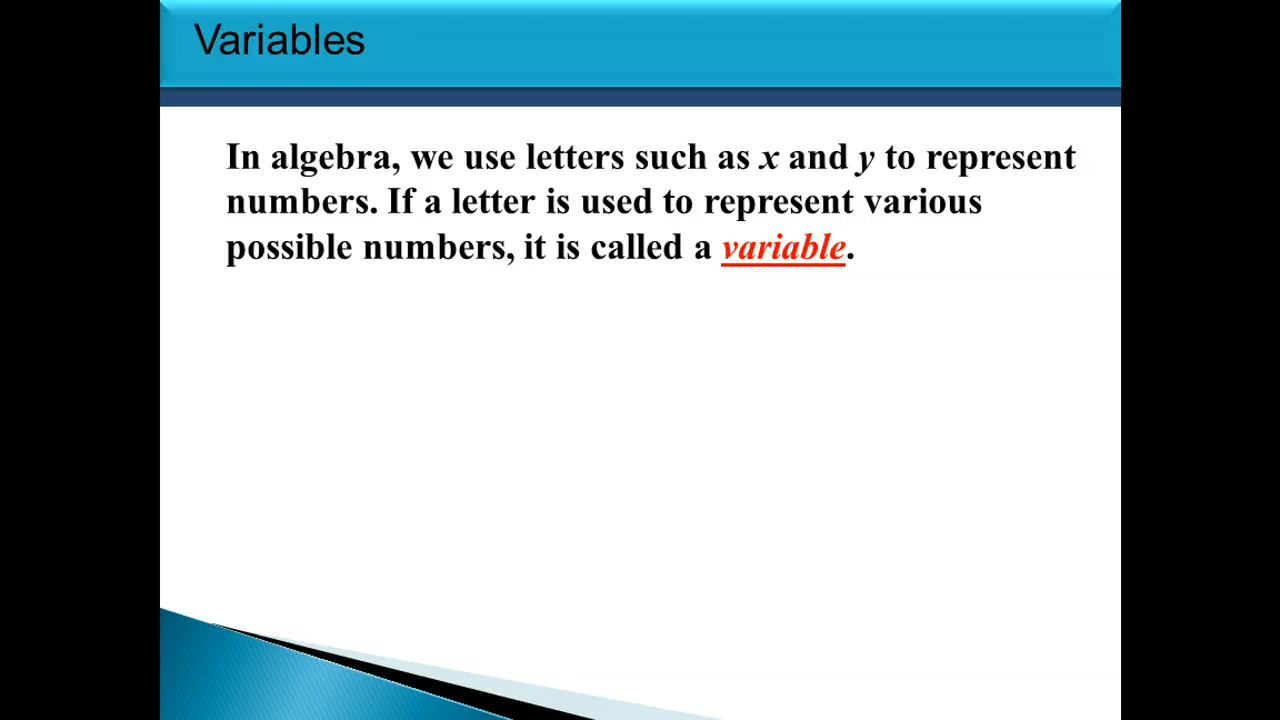 Variables
In algebra, we use letters such as x and y to represent
numbers. If a letter is used to represent various
possible numbers, it is called a variable.